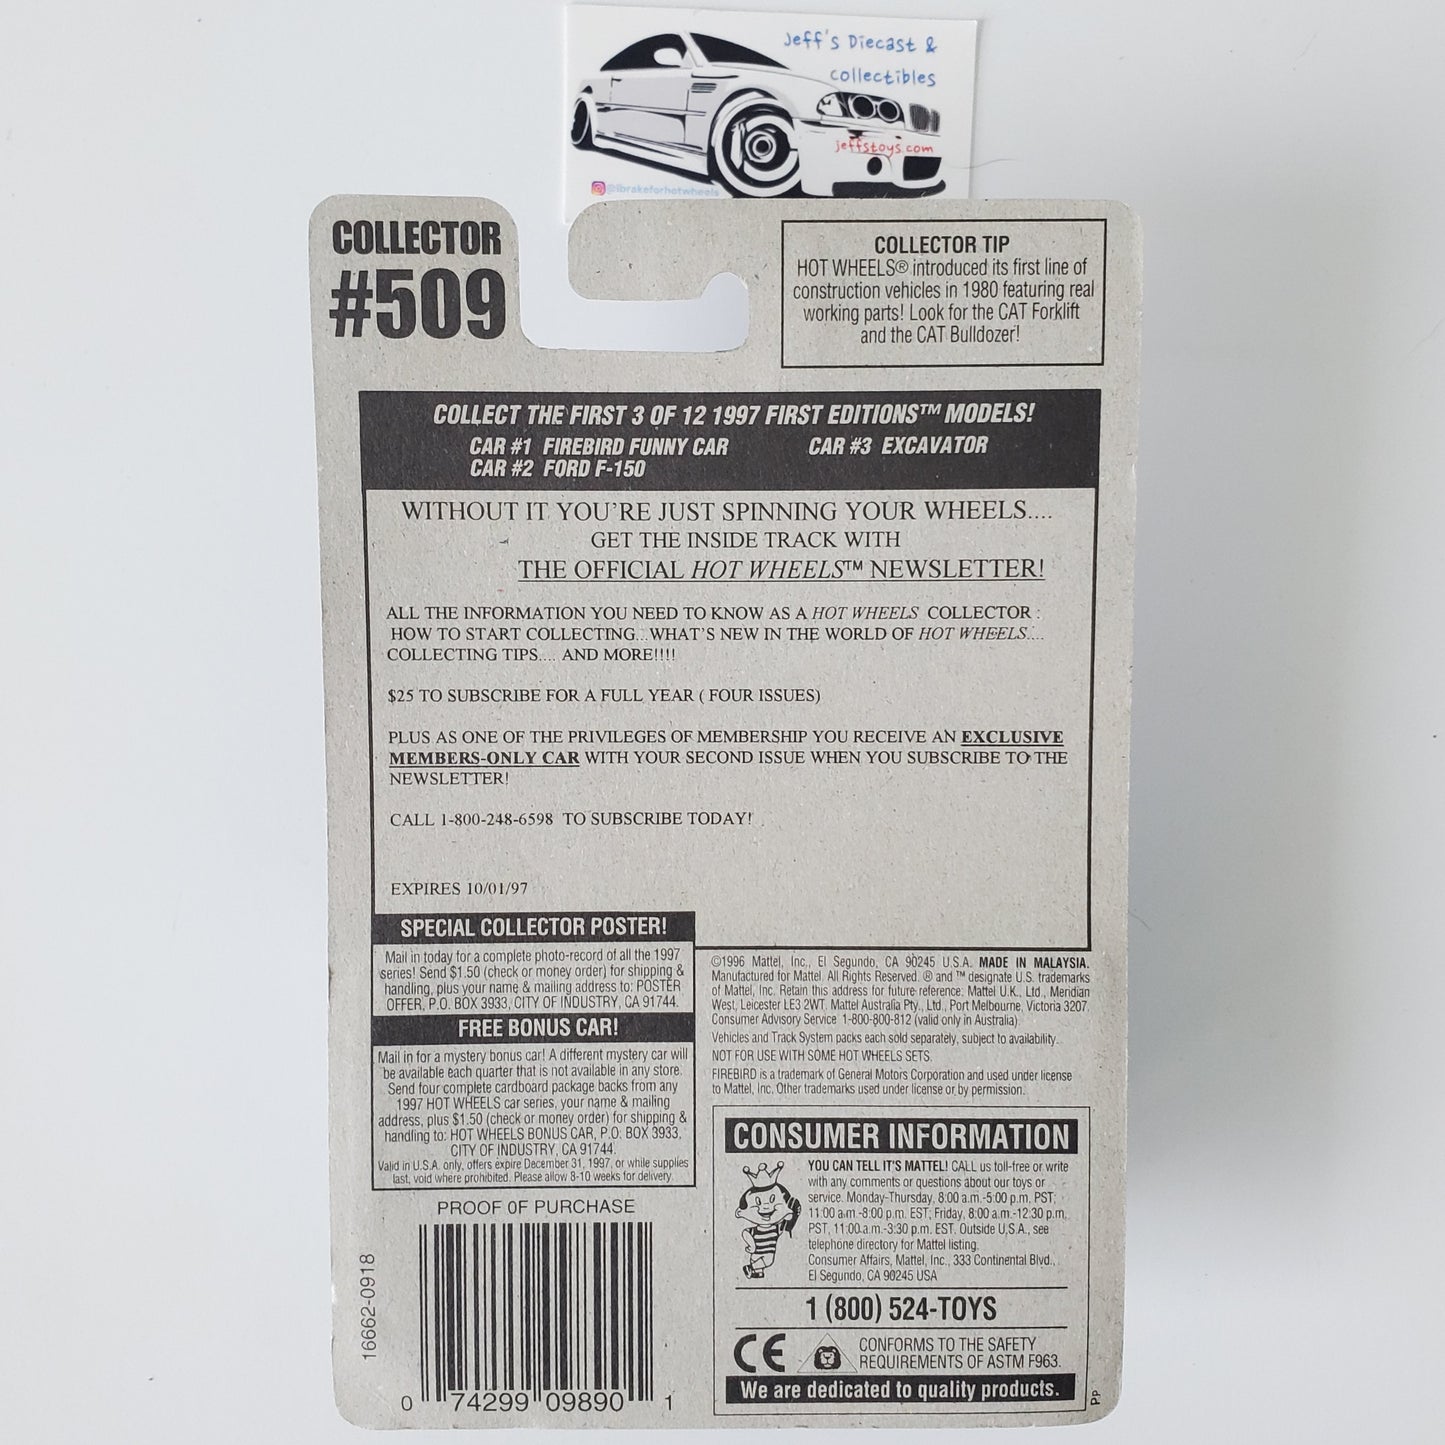 Jeff's Diecast &
collectibles
jeffstoys.com
@ibrakeforhotwheels
COLLECTOR
#509
COLLECTOR TIP
HOT WHEELS® introduced its first line of
construction vehicles in 1980 featuring real
working parts! Look for the CAT Forklift
and the CAT Bulldozer!
COLLECT THE FIRST 3 OF 12 1997 FIRST EDITIONS™ MODELS!
CAR #1 FIREBIRD FUNNY CAR
CAR #2 FORD F-150
CAR #3 EXCAVATOR
WITHOUT IT YOU'RE JUST SPINNING YOUR WHEELS....
GET THE INSIDE TRACK WITH
THE OFFICIAL HOT WHEELS™ NEWSLETTER!
ALL THE INFORMATION YOU NEED TO KNOW AS A HOT WHEELS COLLECTOR :
HOW TO START COLLECTING...WHAT'S NEW IN THE WORLD OF HOT WHEELS....
COLLECTING TIPS.... AND MORE!!!!
$25 TO SUBSCRIBE FOR A FULL YEAR ( FOUR ISSUES)
PLUS AS ONE OF THE PRIVILEGES OF MEMBERSHIP YOU RECEIVE AN EXCLUSIVE
MEMBERS-ONLY CAR WITH YOUR SECOND ISSUE WHEN YOU SUBSCRIBE TO THE
NEWSLETTER!
CALL 1-800-248-6598 TO SUBSCRIBE TODAY!
EXPIRES 10/01/97
SPECIAL COLLECTOR POSTER!
Mail in today for a complete photo-record of all the 1997
series! Send $1.50 (check or money order) for shipping &
handling, plus your name & mailing address to: POSTER
OFFER, P.O. BOX 3933, CITY OF INDUSTRY, CA 91744.
FREE BONUS CAR!
Mail in for a mystery bonus car! A different mystery car will
be available each quarter that is not available in any store.
Send four complete cardboard package backs from any
1997 HOT WHEELS car series, your name & mailing
address, plus $1.50 (check or money order) for shipping &
handling to: HOT WHEELS BONUS CAR, P.O. BOX 3933,
CITY OF INDUSTRY, CA 91744.
Valid in U.S.A. only, offers expire December 31, 1997, or while supplies
last, void where prohibited. Please allow 8-10 weeks for delivery.
PROOF OF PURCHASE
16662-0918
0 74299 09890 1
©1996 Mattel, Inc., El Segundo, CA 90245 U.S.A. MADE IN MALAYSIA.
Manufactured for Mattel. All Rights Reserved. ® and ™ designate U.S. trademarks
of Mattel, Inc. Retain this address for future reference: Mattel U.K., Ltd., Meridian
West, Leicester LE3 2WT. Mattel Australia Pty., Ltd., Port Melbourne, Victoria 3207.
Consumer Advisory Service 1-800-800-812 (valid only in Australia).
Vehicles and Track System packs each sold separately, subject to availability.
NOT FOR USE WITH SOME HOT WHEELS SETS.
FIREBIRD is a trademark of General Motors Corporation and used under license
to Mattel, Inc. Other trademarks used under license or by permission.
CONSUMER INFORMATION
YOU CAN TELL IT'S MATTEL! CALL us toll-free or write
with any comments or questions about our toys or
service. Monday-Thursday, 8:00 a.m.-5:00 p.m. PST;
11:00 a.m.-8:00 p.m. EST; Friday, 8:00 a.m.-12:30 p.m.
PST, 11:00 a.m.-3:30 p.m. EST. Outside U.S.A., see
telephone directory for Mattel listing.
Consumer Affairs, Mattel, Inc., 333 Continental Blvd.,
El Segundo, CA 90245 USA
1 (800) 524-TOYS
CE
CONFORMS TO THE SAFETY
REQUIREMENTS OF ASTM F963.
We are dedicated to quality products.
PP